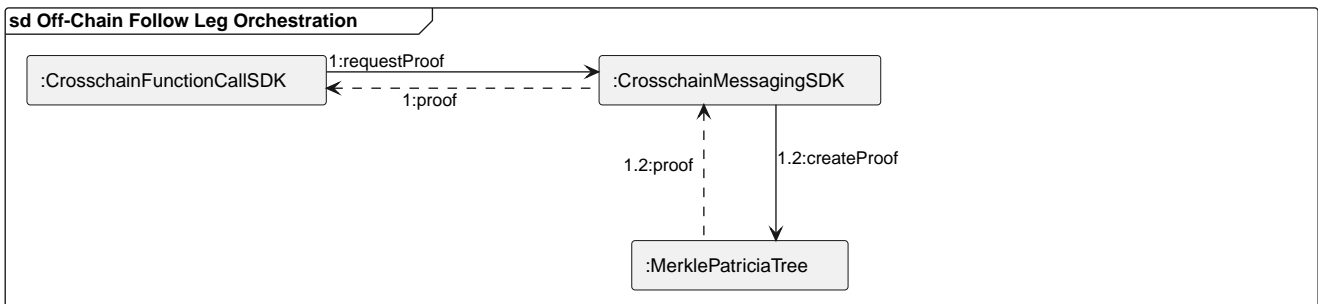 sd Off-Chain Follow Leg Orchestration
:CrosschainFunctionCallSDK
1:requestProof
1:proof
:CrosschainMessagingSDK
1.2:proof
1.2:createProof
:MerklePatriciaTree